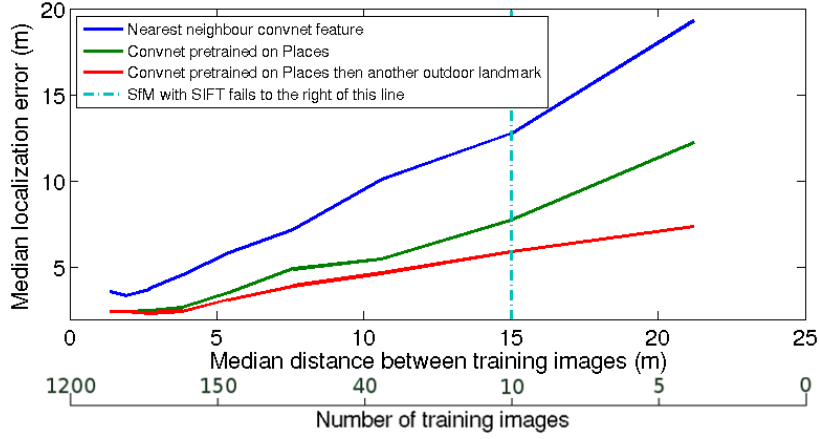 20
15
10
5
Median localization error (m)
Nearest neighbour convnet feature
Convnet pretrained on Places
Convnet pretrained on Places then another outdoor landmark
SfM with SIFT fails to the right of this line
0 5 10 15 20 25
Median distance between training images (m)
1200 150 40 10 5 0
Number of training images